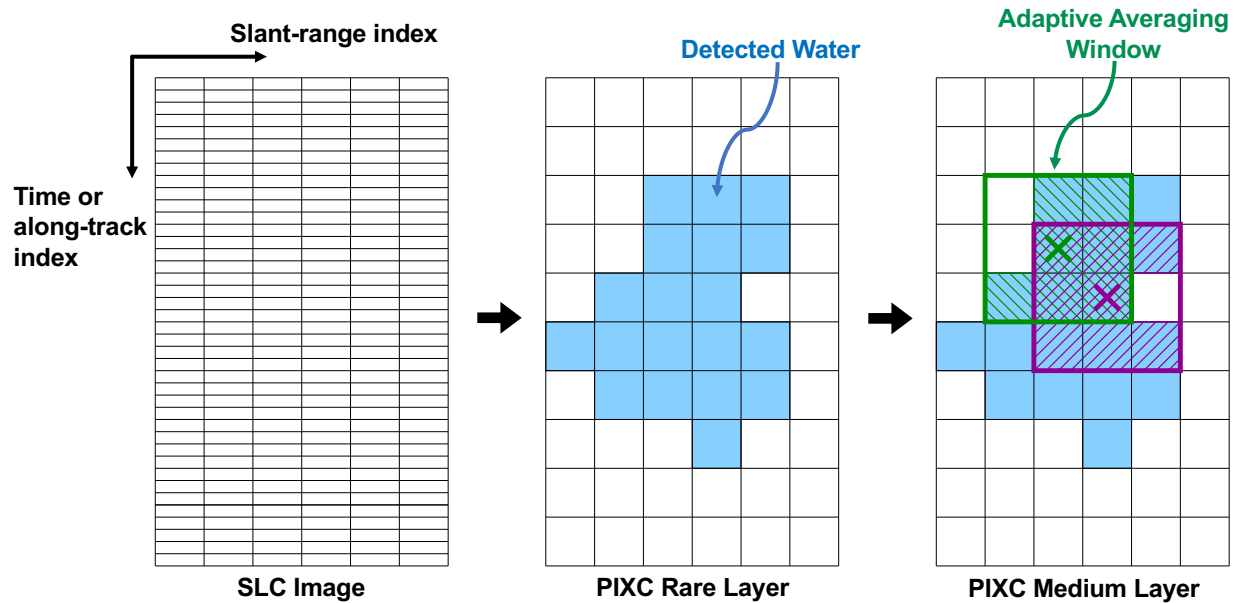 Slant-range index
Time or
along-track
index
SLC Image
Detected Water
PIXC Rare Layer
Adaptive Averaging
Window
PIXC Medium Layer